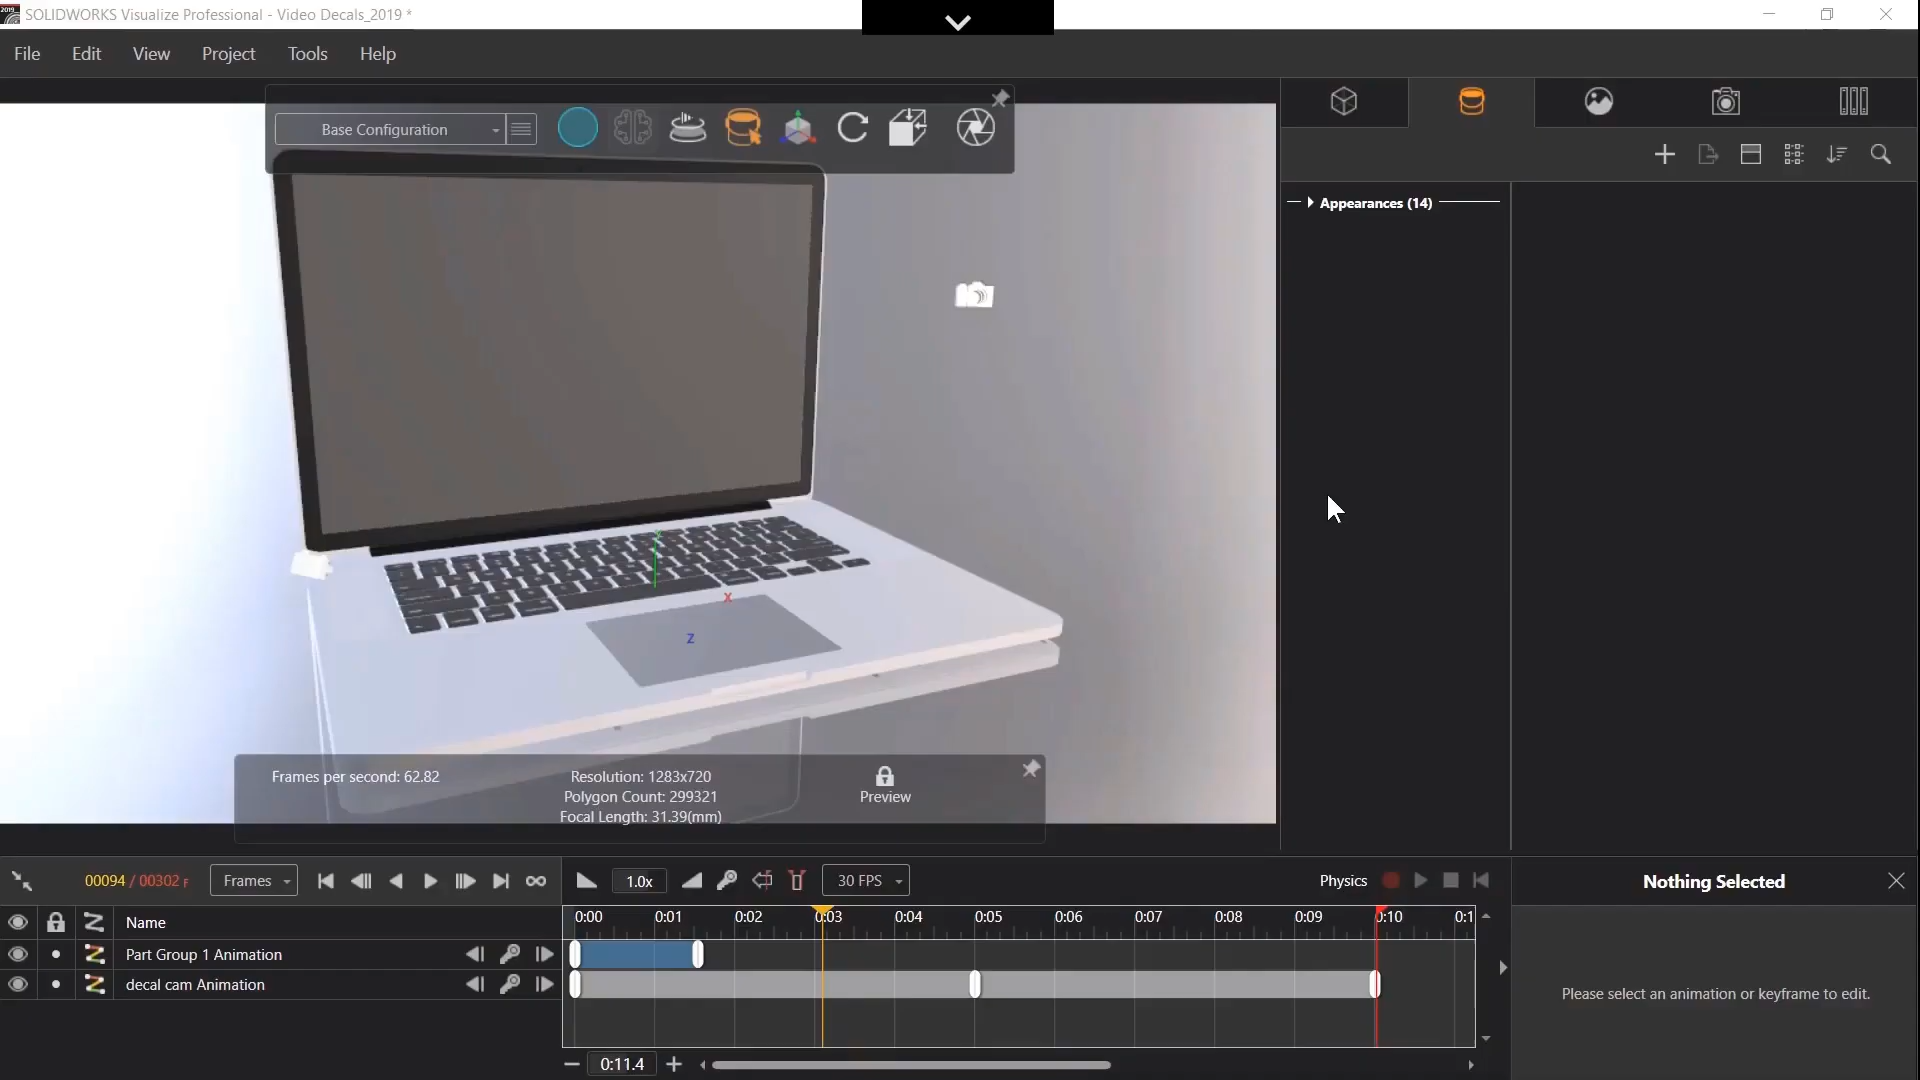 2019
SOLIDWORKS Visualize Professional - Video Decals_2019 *
File Edit View Project Tools Help
Base Configuration
Appearances (14)
Y
X
Z
Frames per second: 62.82
Resolution: 1283x720
Polygon Count: 299321
Focal Length: 31.39(mm)
Preview
00094 / 00302 F
Frames
1.0x
30 FPS
Physics
Nothing Selected
Name
0:00 0:01 0:02 0:03 0:04 0:05 0:06 0:07 0:08 0:09 0:10 0:1
Part Group 1 Animation
decal cam Animation
Please select an animation or keyframe to edit.
0:11.4